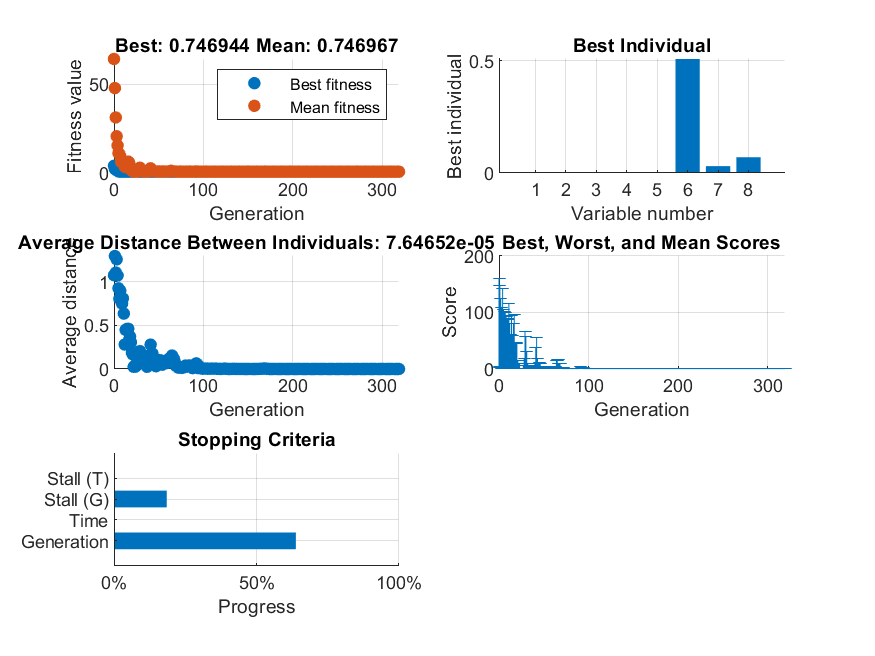 Best: 0.746944 Mean: 0.746967
Fitness value
50
0
Best fitness
Mean fitness
0 100 200 300
Generation
Best Individual
Best individual
0.5
0
1 2 3 4 5 6 7 8
Variable number
Average Distance Between Individuals: 7.64652e-05
Average distance
1
0.5
0
0 100 200 300
Generation
Best, Worst, and Mean Scores
Score
200
100
0
0 100 200 300
Generation
Stopping Criteria
Stall (T)
Stall (G)
Time
Generation
0% 50% 100%
Progress